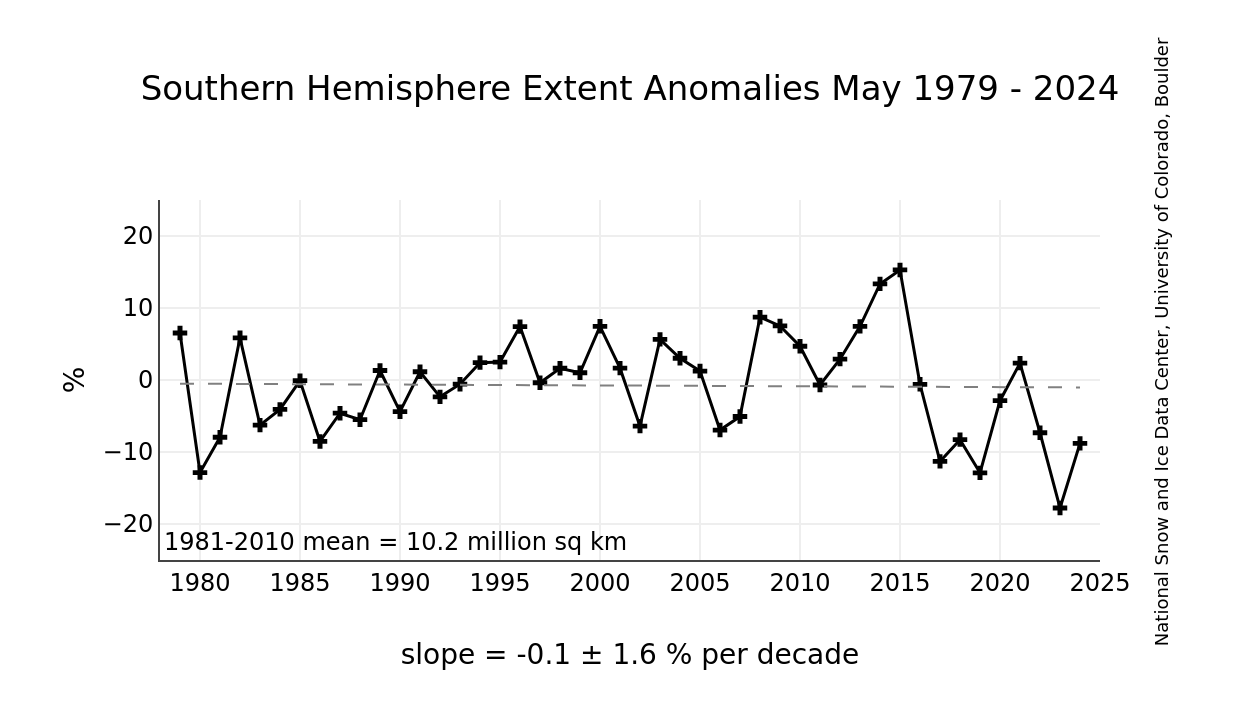 Southern Hemisphere Extent Anomalies May 1979 - 2024
National Snow and Ice Data Center, University of Colorado, Boulder
%
20
10
0
−10
−20
1981-2010 mean = 10.2 million sq km
1980 1985 1990 1995 2000 2005 2010 2015 2020 2025
slope = -0.1 ± 1.6 % per decade